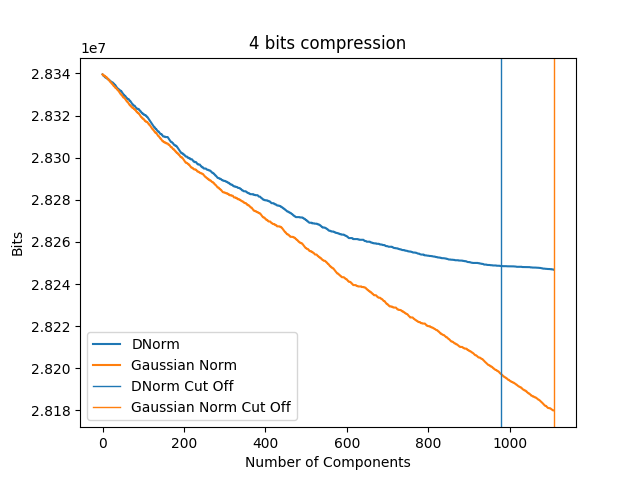 4 bits compression
1e7
2.834
2.832
2.830
2.828
2.826
2.824
2.822
2.820
2.818
Bits
DNorm
Gaussian Norm
DNorm Cut Off
Gaussian Norm Cut Off
0 200 400 600 800 1000
Number of Components